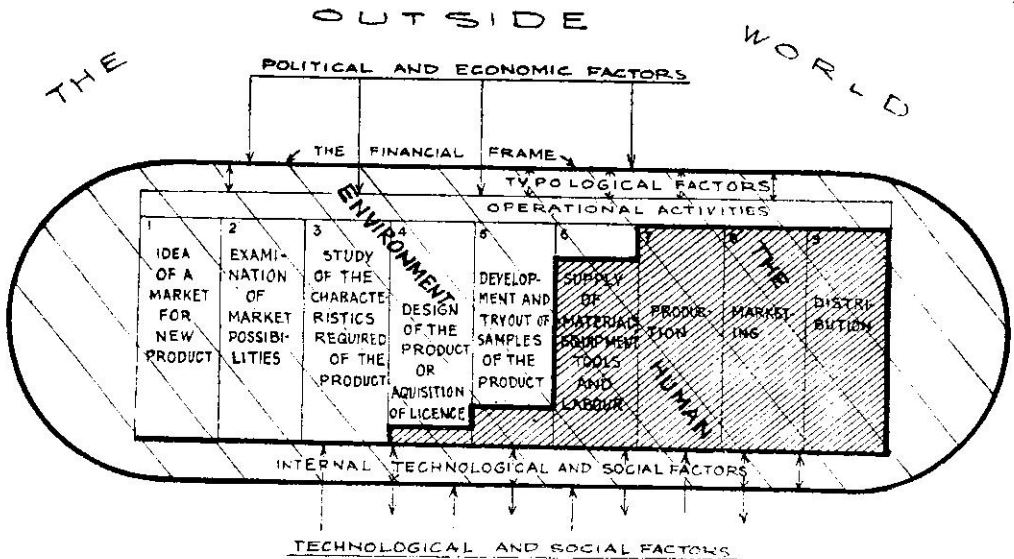 THE OUTSIDE WORLD
POLITICAL AND ECONOMIC FACTORS
THE FINANCIAL FRAME
TYPOLOGICAL FACTORS
OPERATIONAL ACTIVITIES
THE HUMAN ENVIRONMENT
1
IDEA
OF A
MARKET
FOR
NEW
PRODUCT
2
EXAMI-
NATION
OF
MARKET
POSSIBI-
LITIES
3
STUDY
OF THE
CHARACTE-
RISTICS
REQUIRED
OF THE
PRODUCT
4
DESIGN
OF THE
PRODUCT
OR
AQUISITION
OF LICENCE
5
DEVELOP-
MENT AND
TRYOUT OF
SAMPLES
OF THE
PRODUCT
6
SUPPLY
OF
MATERIALS
EQUIPMENT
TOOLS
AND
LABOUR
7
PRODUK-
TION
8
MARKET-
ING
9
DISTRI-
BUTION
INTERNAL TECHNOLOGICAL AND SOCIAL FACTORS
TECHNOLOGICAL AND SOCIAL FACTORS